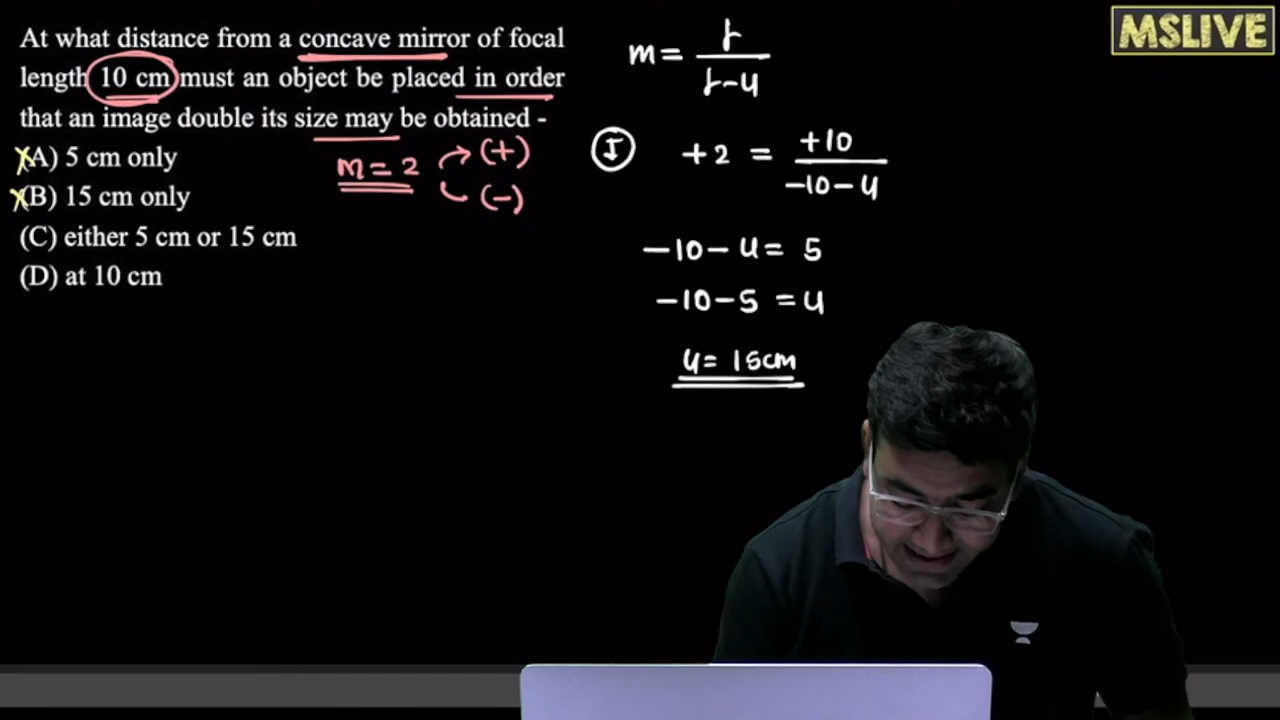 At what distance from a concave mirror of focal
length 10 cm must an object be placed in order
that an image double its size may be obtained -
(A) 5 cm only
(B) 15 cm only
(C) either 5 cm or 15 cm
(D) at 10 cm
m = 2 → (+)
(-)
m = f / f - u
I +2 = +10 / -10 - u
-10 - u = 5
-10 - 5 = u
u = 15cm
MSLIVE